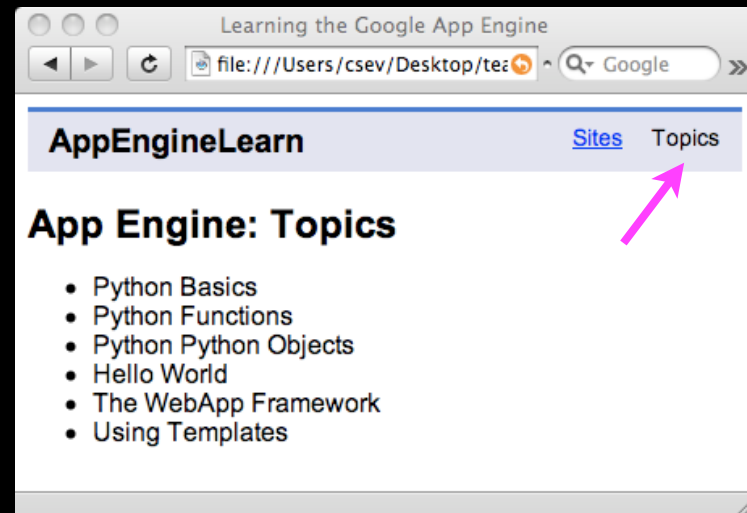 Learning the Google App Engine
file:///Users/csev/Desktop/tea Google
AppEngineLearn Sites Topics
App Engine: Topics
• Python Basics
• Python Functions
• Python Python Objects
• Hello World
• The WebApp Framework
• Using Templates